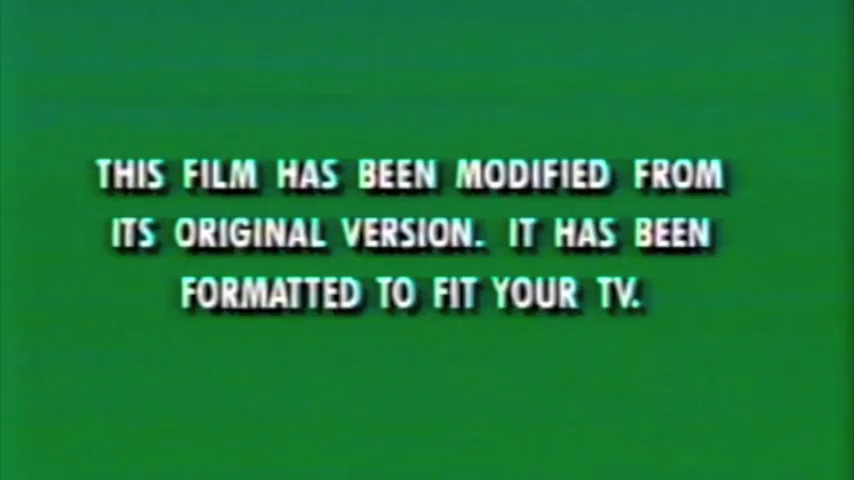 THIS FILM HAS BEEN MODIFIED FROM
ITS ORIGINAL VERSION. IT HAS BEEN
FORMATTED TO FIT YOUR TV.